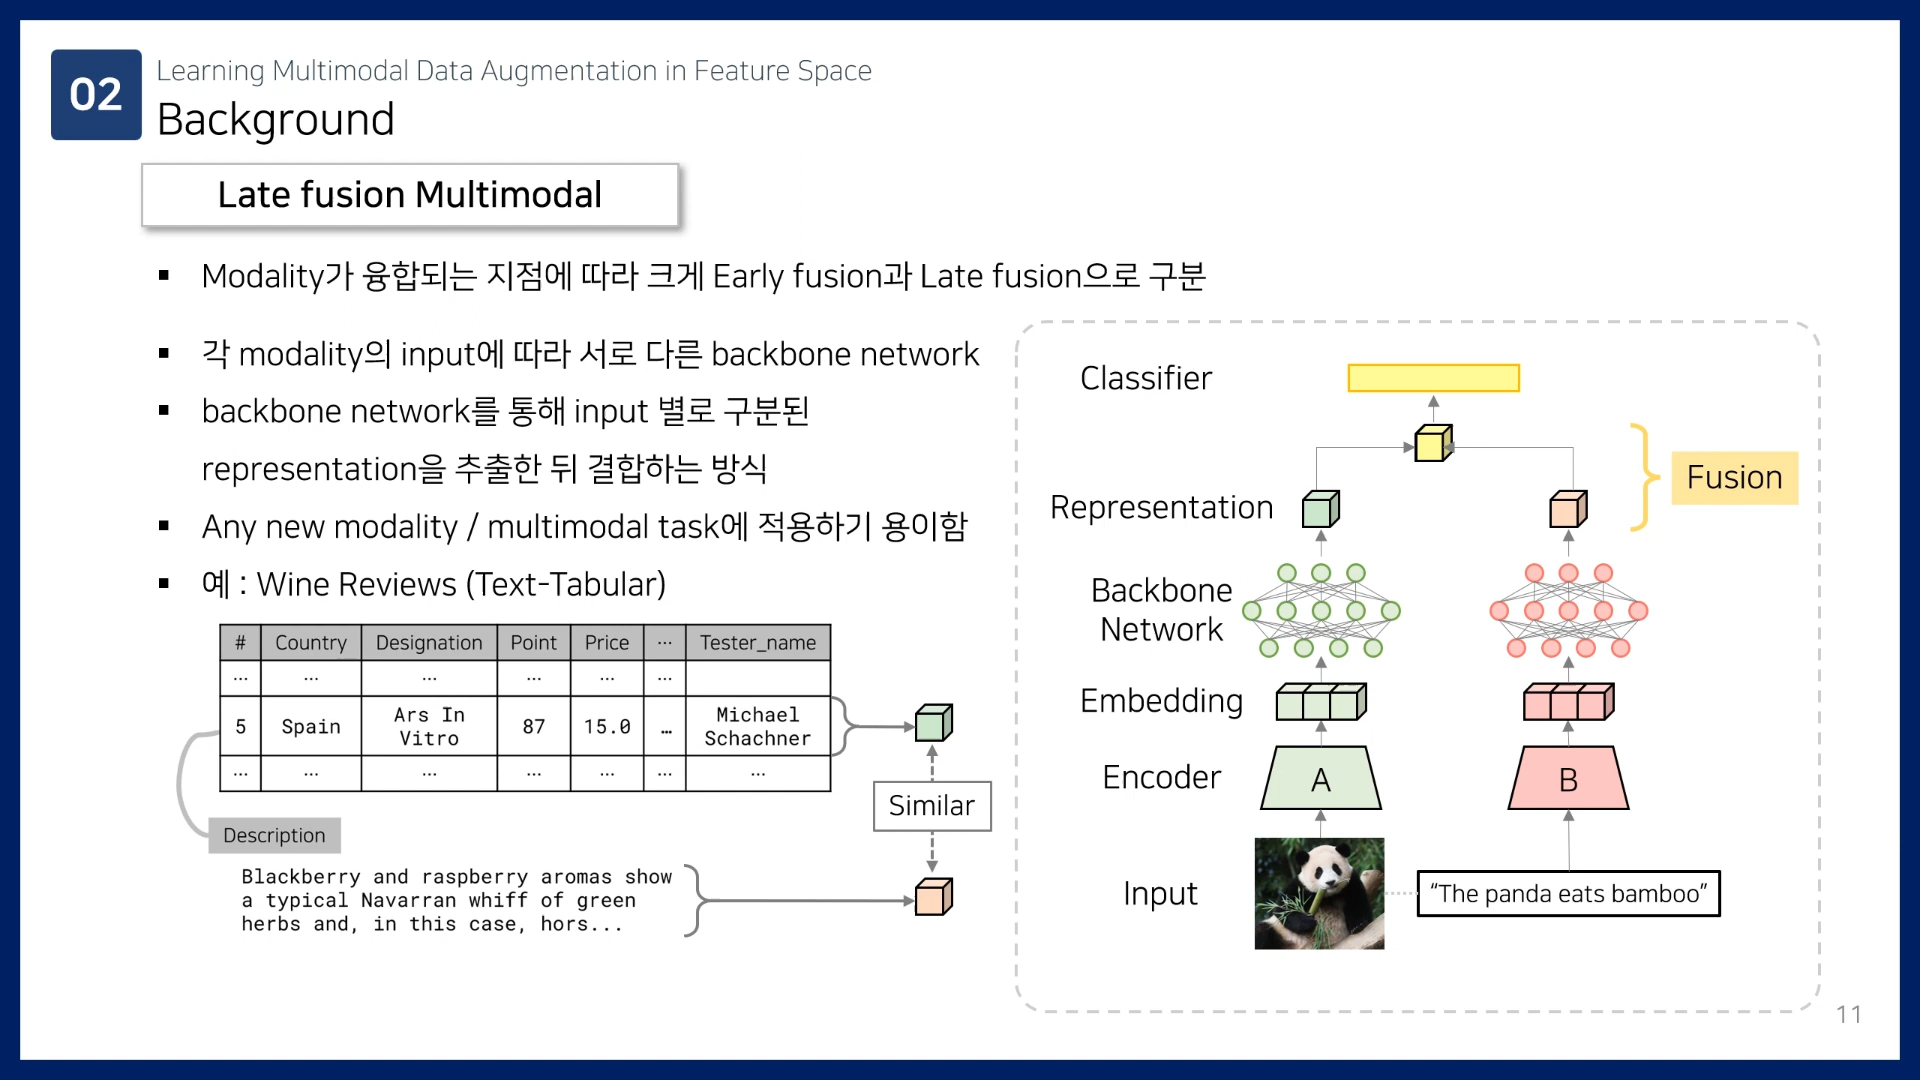 02
Learning Multimodal Data Augmentation in Feature Space
Background
Late fusion Multimodal
▪ Modality가 융합되는 지점에 따라 크게 Early fusion과 Late fusion으로 구분
▪ 각 modality의 input에 따라 서로 다른 backbone network
▪ backbone network를 통해 input 별로 구분된
representation을 추출한 뒤 결합하는 방식
▪ Any new modality / multimodal task에 적용하기 용이함
▪ 예 : Wine Reviews (Text-Tabular)
# Country Designation Point Price ... Tester_name
... ... ... ... ... ...
5 Spain Ars In Vitro 87 15.0 … Michael Schachner
... ... ... ... ... ... ...
Similar
Description
Blackberry and raspberry aromas show
a typical Navarran whiff of green
herbs and, in this case, hors...
Classifier
Fusion
Representation
Backbone
Network
Embedding
Encoder
A
B
Input
“The panda eats bamboo”
11